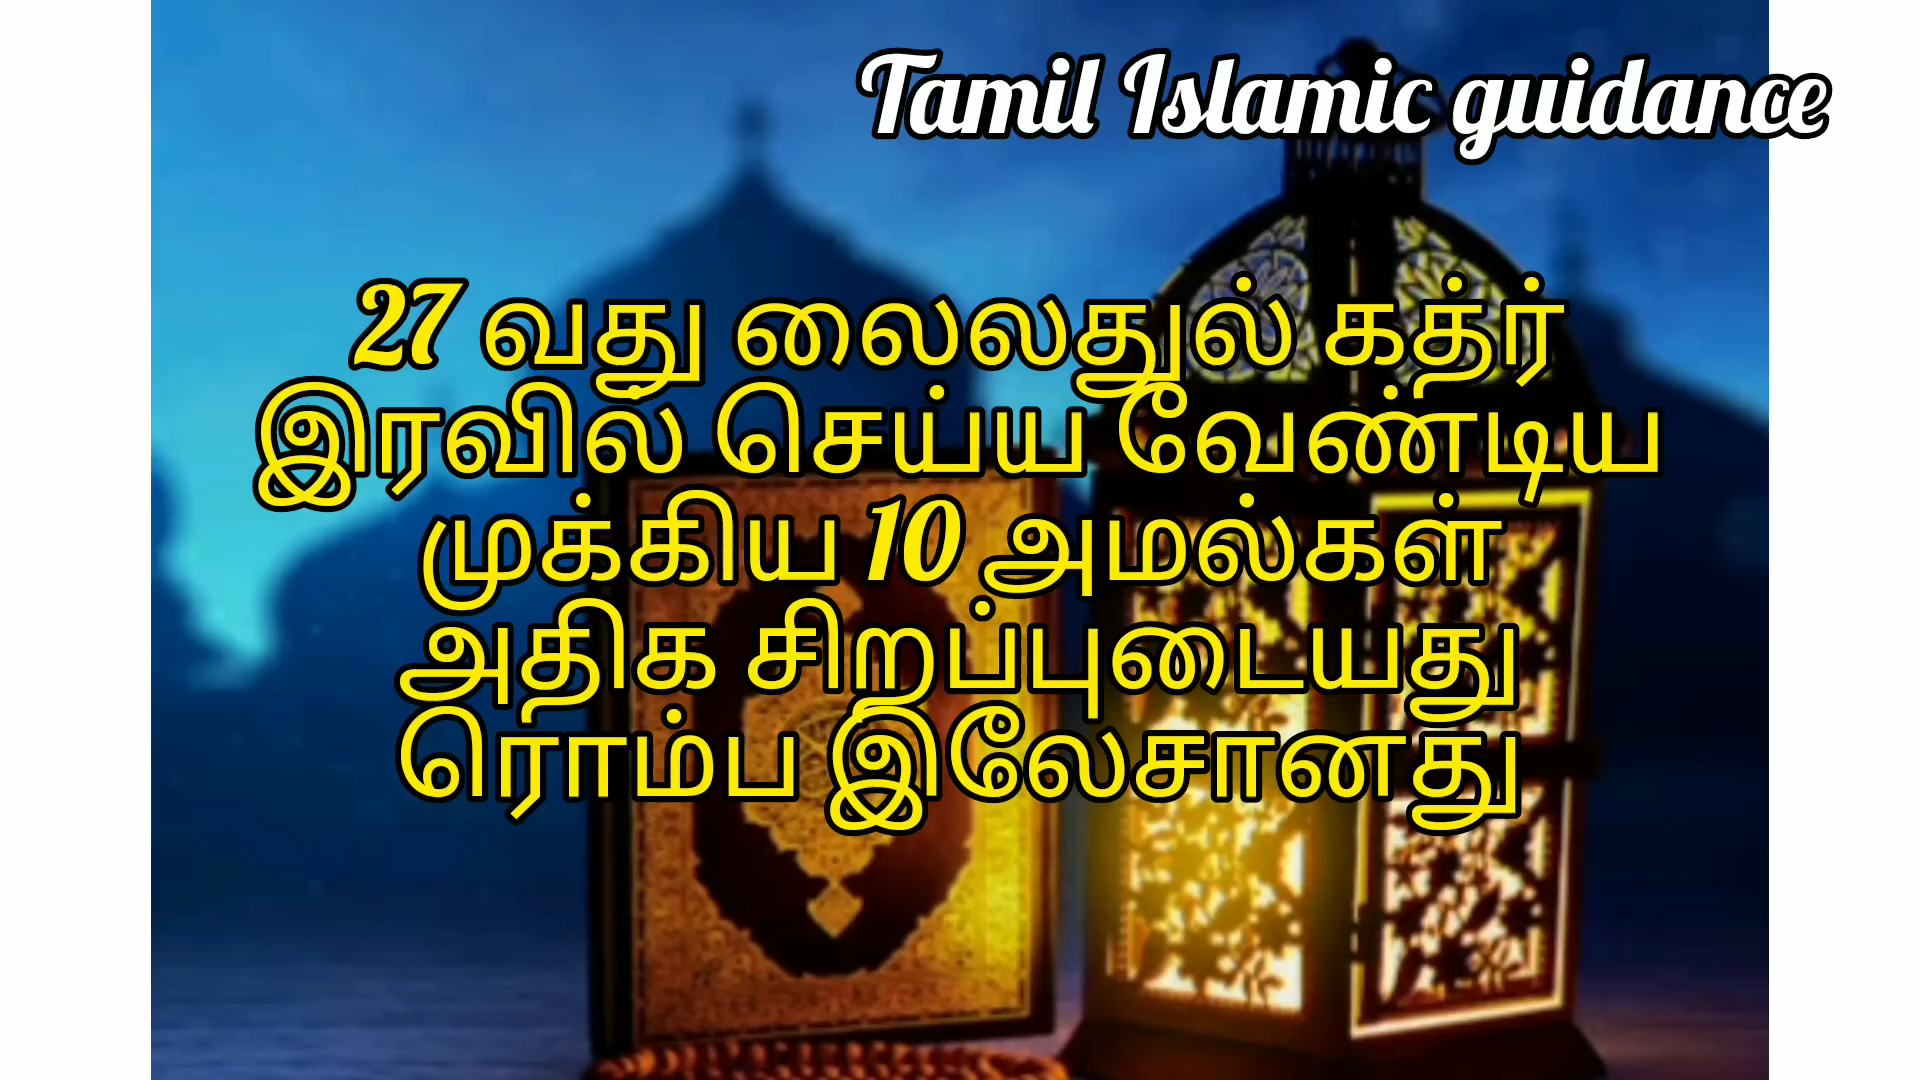 Tamil Islamic guidance
27 வது லைலதுல் கத்ர்
இரவில் செய்ய வேண்டிய
முக்கிய 10 அமல்கள்
அதிக சிறப்புடையது
ரொம்ப இலேசானது